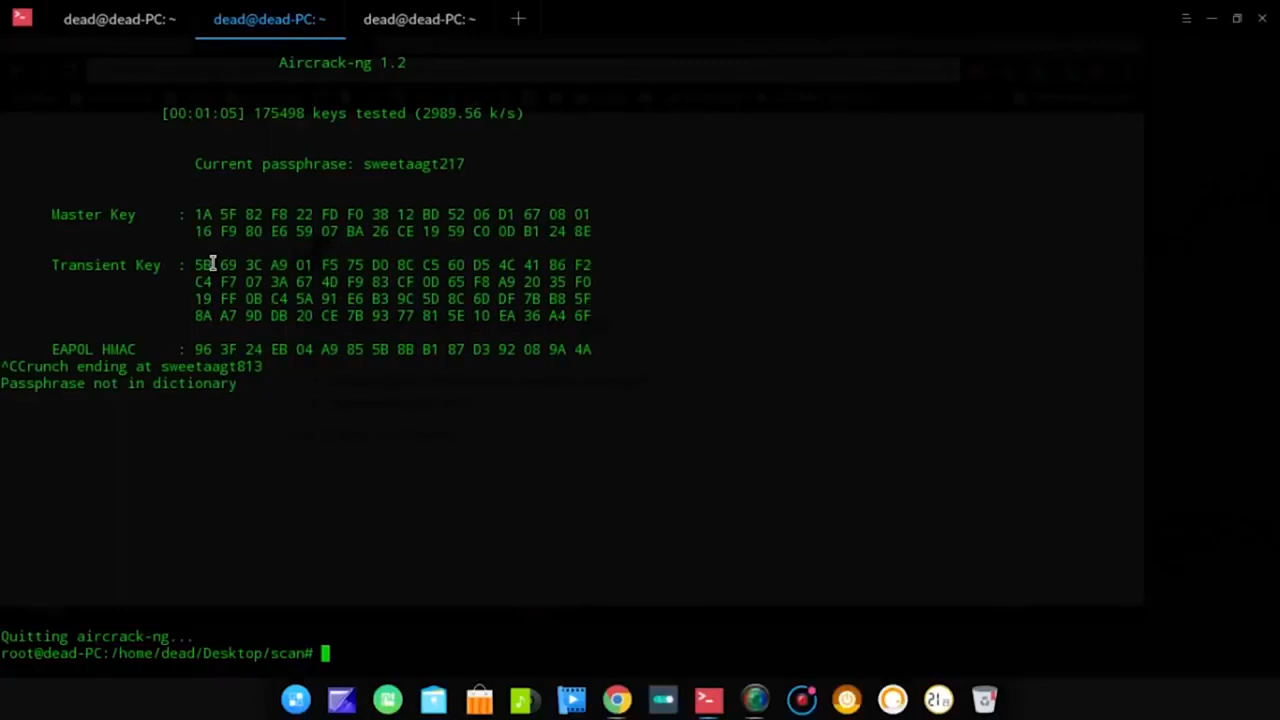 dead@dead-PC: ~ dead@dead-PC: ~ dead@dead-PC: ~
Aircrack-ng 1.2
[00:01:05] 175498 keys tested (2989.56 k/s)
Current passphrase: sweetaagt217
Master Key : 1A 5F 82 F8 22 FD F0 38 12 BD 52 06 D1 67 08 01
16 F9 80 E6 59 07 BA 26 CE 19 59 C0 0D B1 24 8E
Transient Key : 5B 69 3C A9 01 F5 75 D0 8C C5 60 D5 4C 41 86 F2
C4 F7 07 3A 67 4D F9 83 CF 0D 65 F8 A9 20 35 F0
19 FF 0B C4 5A 91 E6 B3 9C 5D 8C 6D DF 7B B8 5F
8A A7 9D DB 20 CE 7B 93 77 81 5E 10 EA 36 A4 6F
EAPOL HMAC : 96 3F 24 EB 04 A9 85 5B 8B B1 87 D3 92 08 9A 4A
^CCrunch ending at sweetaagt813
Passphrase not in dictionary
Quitting aircrack-ng...
root@dead-PC:/home/dead/Desktop/scan#